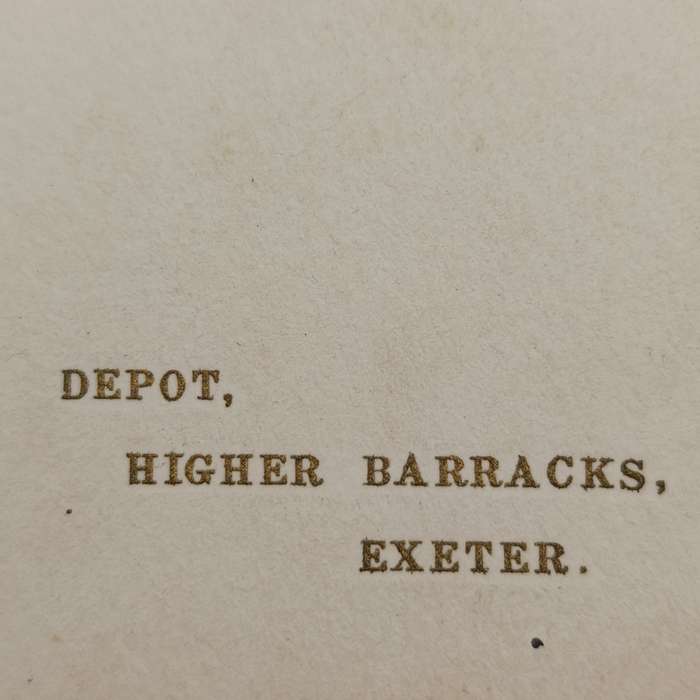 DEPOT,
HIGHER BARRACKS,
EXETER.